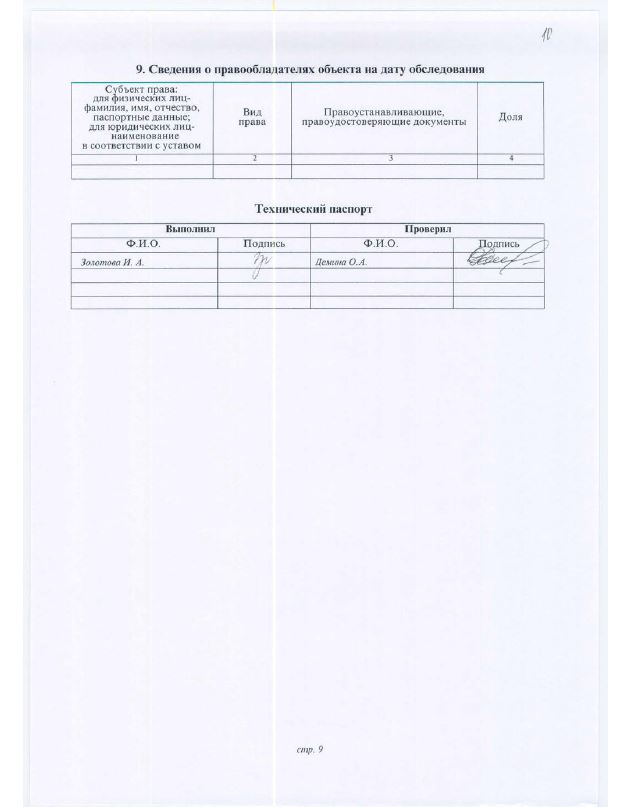 10
9. Сведения о правообладателях объекта на дату обследования
Субъект права:
для физических лиц-
фамилия, имя, отчество,
паспортные данные;
для юридических лиц-
наименование
в соответствии с уставом
Вид
права
Правоустанавливающие,
правоудостоверяющие документы
Доля
1 2 3 4
Технический паспорт
Выполнил Проверил
Ф.И.О. Подпись Ф.И.О. Подпись
Золотова И. А. Демина О.А.
стр. 9